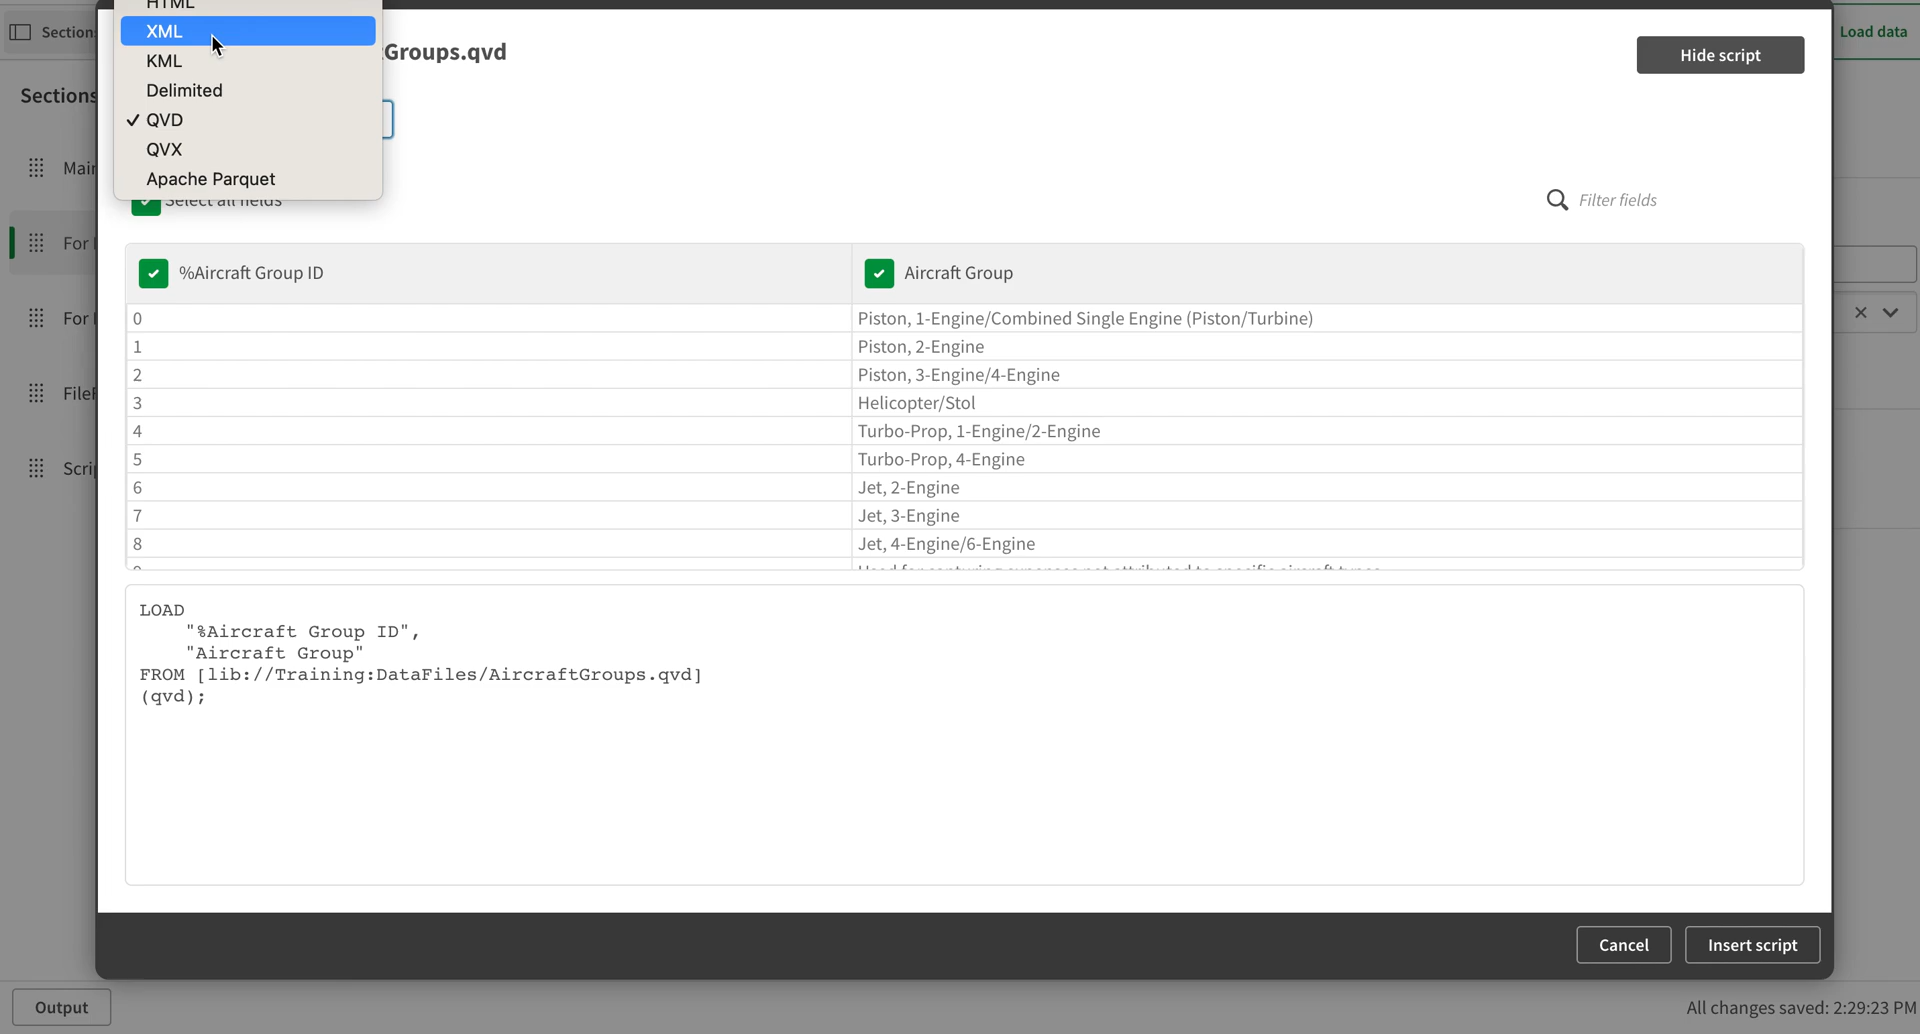 HTML
XML
KML
Delimited
QVD
QVX
Apache Parquet
Groups.qvd
Hide script
Load data
Sections
Sections
Main
For
For
Select all fields
Filter fields
%Aircraft Group ID
Aircraft Group
0
Piston, 1-Engine/Combined Single Engine (Piston/Turbine)
1
Piston, 2-Engine
2
Piston, 3-Engine/4-Engine
3
Helicopter/Stol
4
Turbo-Prop, 1-Engine/2-Engine
5
Turbo-Prop, 4-Engine
6
Jet, 2-Engine
7
Jet, 3-Engine
8
Jet, 4-Engine/6-Engine
LOAD
"%Aircraft Group ID",
"Aircraft Group"
FROM [lib://Training:DataFiles/AircraftGroups.qvd]
(qvd);
Cancel
Insert script
Output
All changes saved: 2:29:23 PM